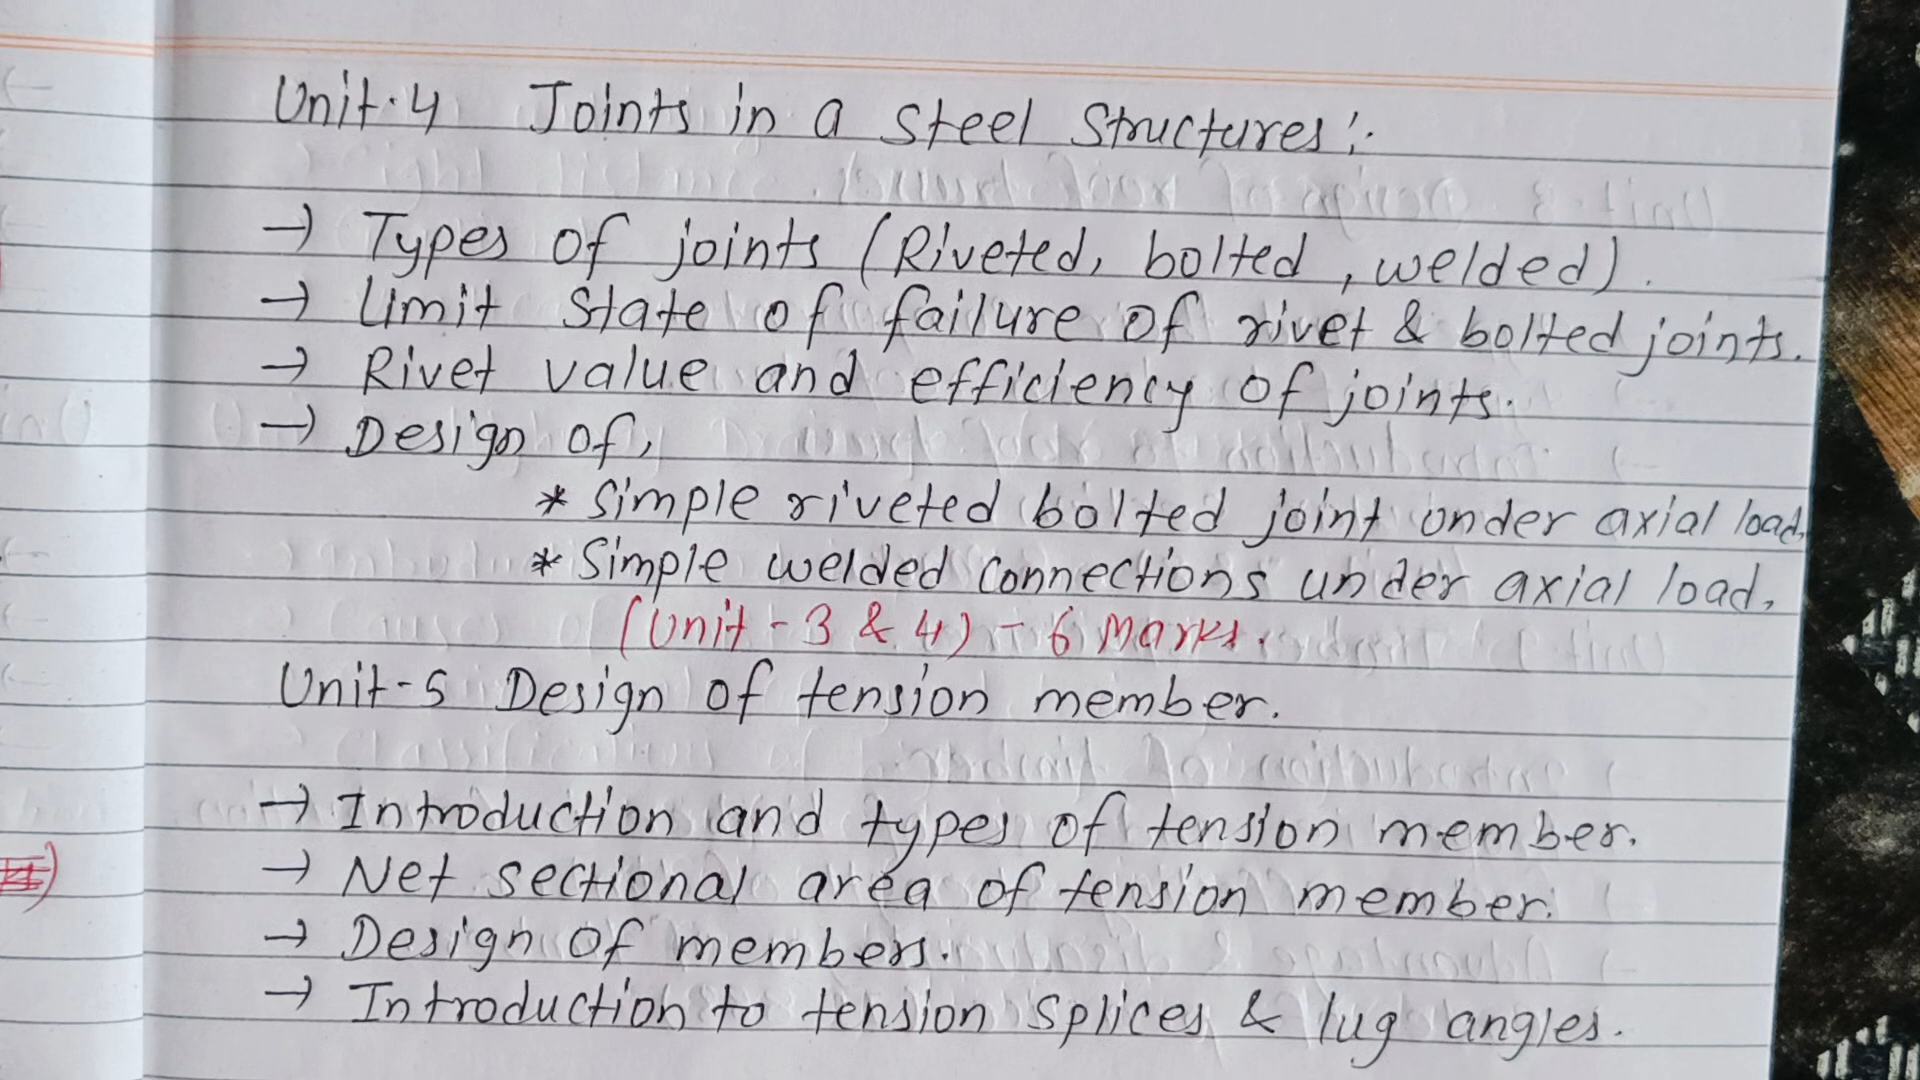 Unit.4 Joints in a Steel Structures:.
→ Types of joints (Riveted, bolted, welded).
→ Limit State of failure of rivet & bolted joints.
→ Rivet value and efficiency of joints.
→ Design of,
* Simple riveted bolted joint under axial load,
* Simple welded connections under axial load,
(Unit - 3 & 4) - 6 Marks.
Unit-5 Design of tension member.
→ Introduction and types of tension member.
→ Net sectional area of tension member.
→ Design of members.
→ Introduction to tension Splices & lug angles.